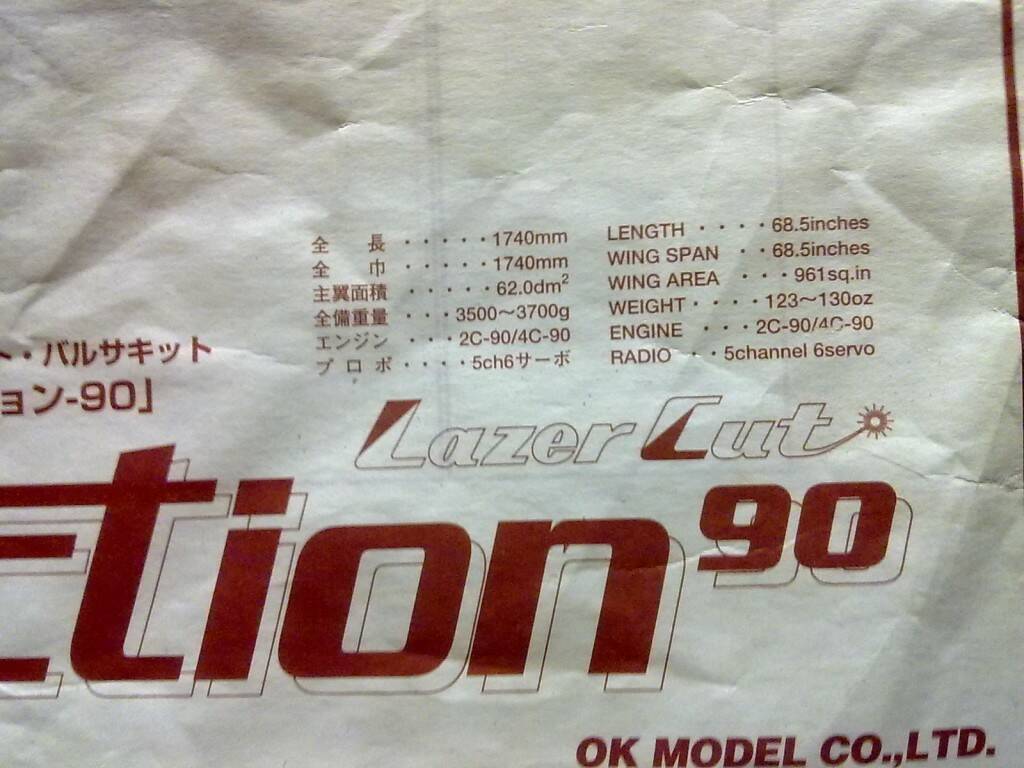 全長・・・・・1740mm
全巾・・・・・1740mm
主翼面積・・・・・62.0dm²
全備重量・・・3500〜3700g
エンジン・・・2C-90/4C-90
プロポ・・・・5ch6サーボ
LENGTH・・・・68.5inches
WING SPAN・・68.5inches
WING AREA・・・961sq.in
WEIGHT・・・・123〜130oz
ENGINE・・・2C-90/4C-90
RADIO・・5channel 6servo
ト・バルサキット
ョン-90」
Lazer Cut
ction 90
OK MODEL CO.,LTD.